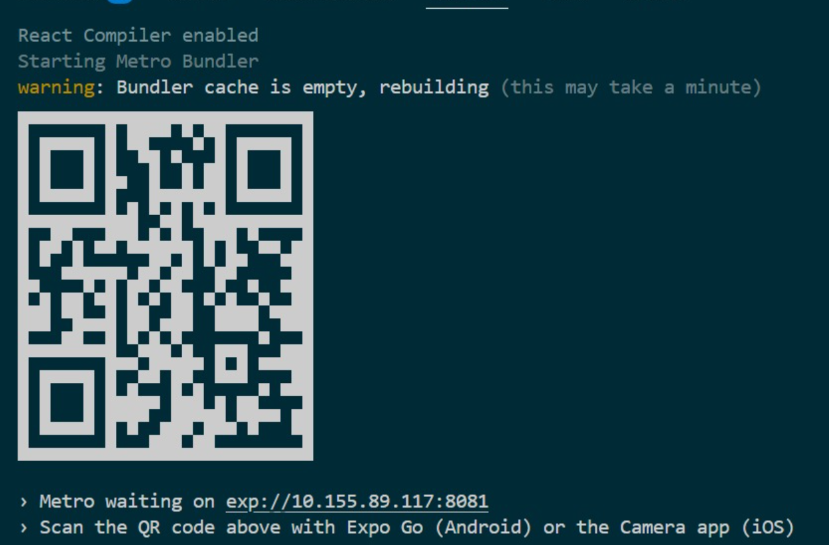 React Compiler enabled
Starting Metro Bundler
warning: Bundler cache is empty, rebuilding (this may take a minute)
› Metro waiting on exp://10.155.89.117:8081
› Scan the QR code above with Expo Go (Android) or the Camera app (iOS)